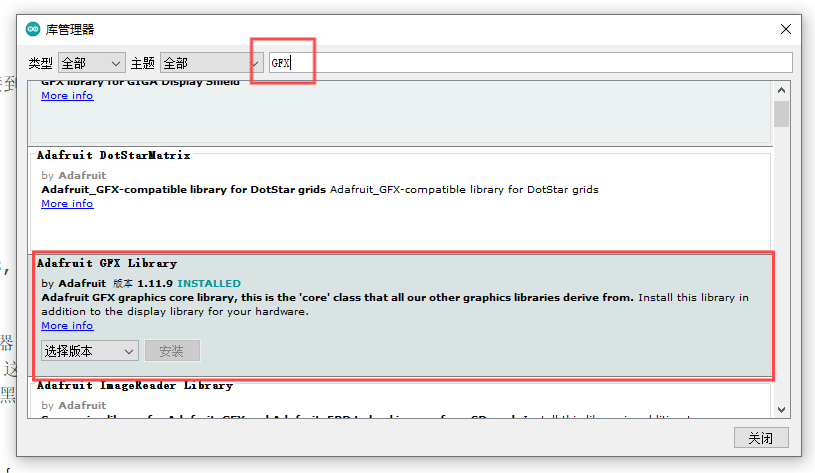 库管理器
类型 全部 主题 全部 GFX
GFX library for GIGA Display Shield
More info
Adafruit DotStarMatrix
by Adafruit
Adafruit_GFX-compatible library for DotStar grids Adafruit_GFX-compatible library for DotStar grids
More info
Adafruit GFX Library
by Adafruit 版本 1.11.9 INSTALLED
Adafruit GFX graphics core library, this is the 'core' class that all our other graphics libraries derive from. Install this library in
addition to the display library for your hardware.
More info
选择版本 安装
Adafruit ImageReader Library
by Adafruit
关闭
器
这
黑